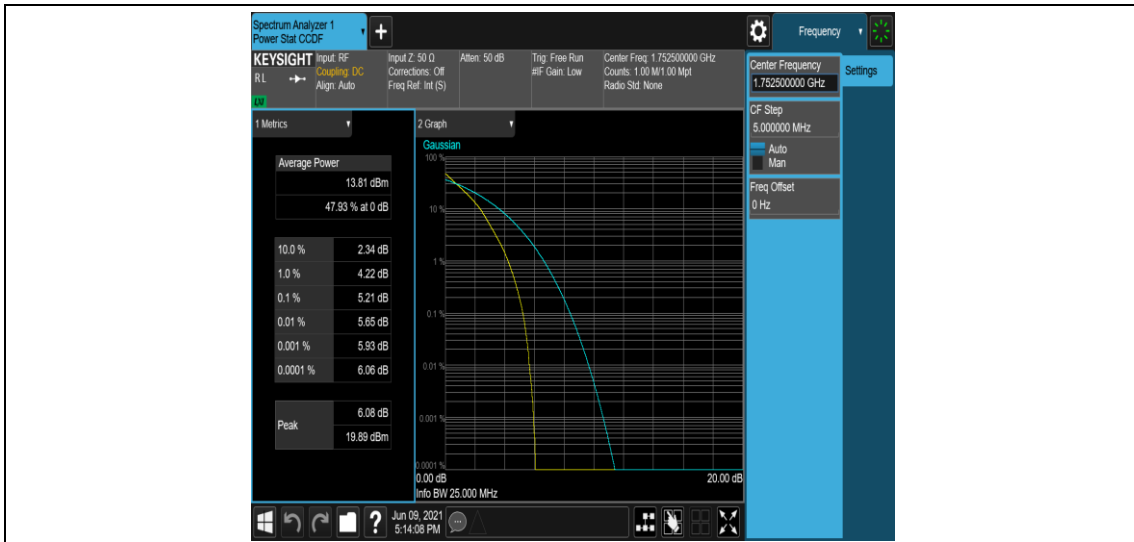 Spectrum Analyzer 1
Power Stat CCDF
+
Frequency
KEYSIGHT
RL
LXI
Input: RF
Coupling: DC
Align: Auto
Input Z: 50 Ω
Corrections: Off
Freq Ref: Int (S)
Atten: 50 dB
Trig: Free Run
#IF Gain: Low
Center Freq: 1.752500000 GHz
Counts: 1.00 M/1.00 Mpt
Radio Std: None
Center Frequency
1.752500000 GHz
Settings
CF Step
5.000000 MHz
Auto
Man
Freq Offset
0 Hz
1 Metrics
Average Power
13.81 dBm
47.93 % at 0 dB
10.0 % 2.34 dB
1.0 % 4.22 dB
0.1 % 5.21 dB
0.01 % 5.65 dB
0.001 % 5.93 dB
0.0001 % 6.06 dB
Peak
6.08 dB
19.89 dBm
2 Graph
Gaussian
100 %
10 %
1 %
0.1 %
0.01 %
0.001 %
0.0001 %
0.00 dB 20.00 dB
Info BW 25.000 MHz
?
Jun 09, 2021
5:14:08 PM